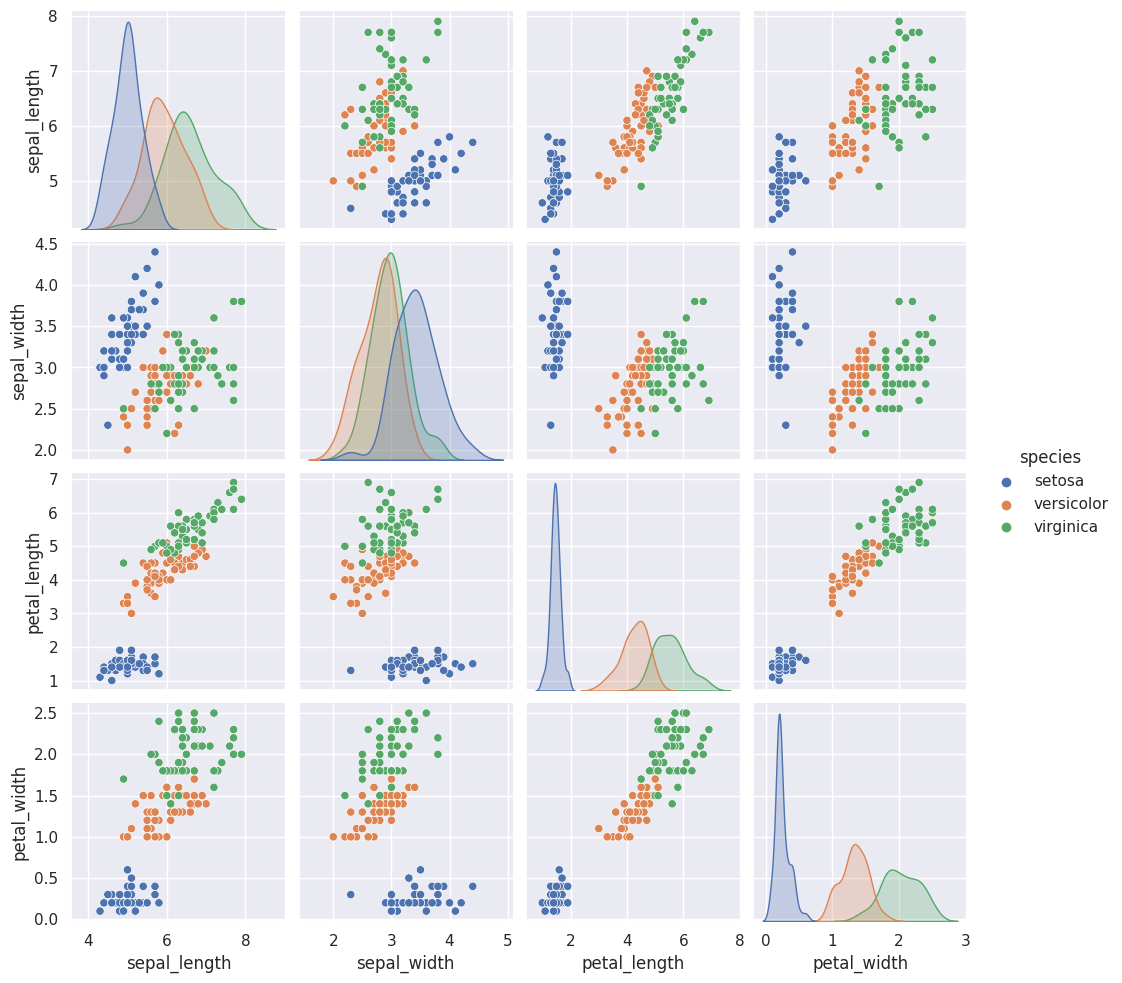 8
7
6
5
sepal_length
4.5
4.0
3.5
3.0
2.5
2.0
sepal_width
7
6
5
4
3
2
1
petal_length
2.5
2.0
1.5
1.0
0.5
0.0
petal_width
4 6 8
sepal_length
2 3 4 5
sepal_width
2 4 6 8
petal_length
0 1 2 3
petal_width
species
setosa
versicolor
virginica